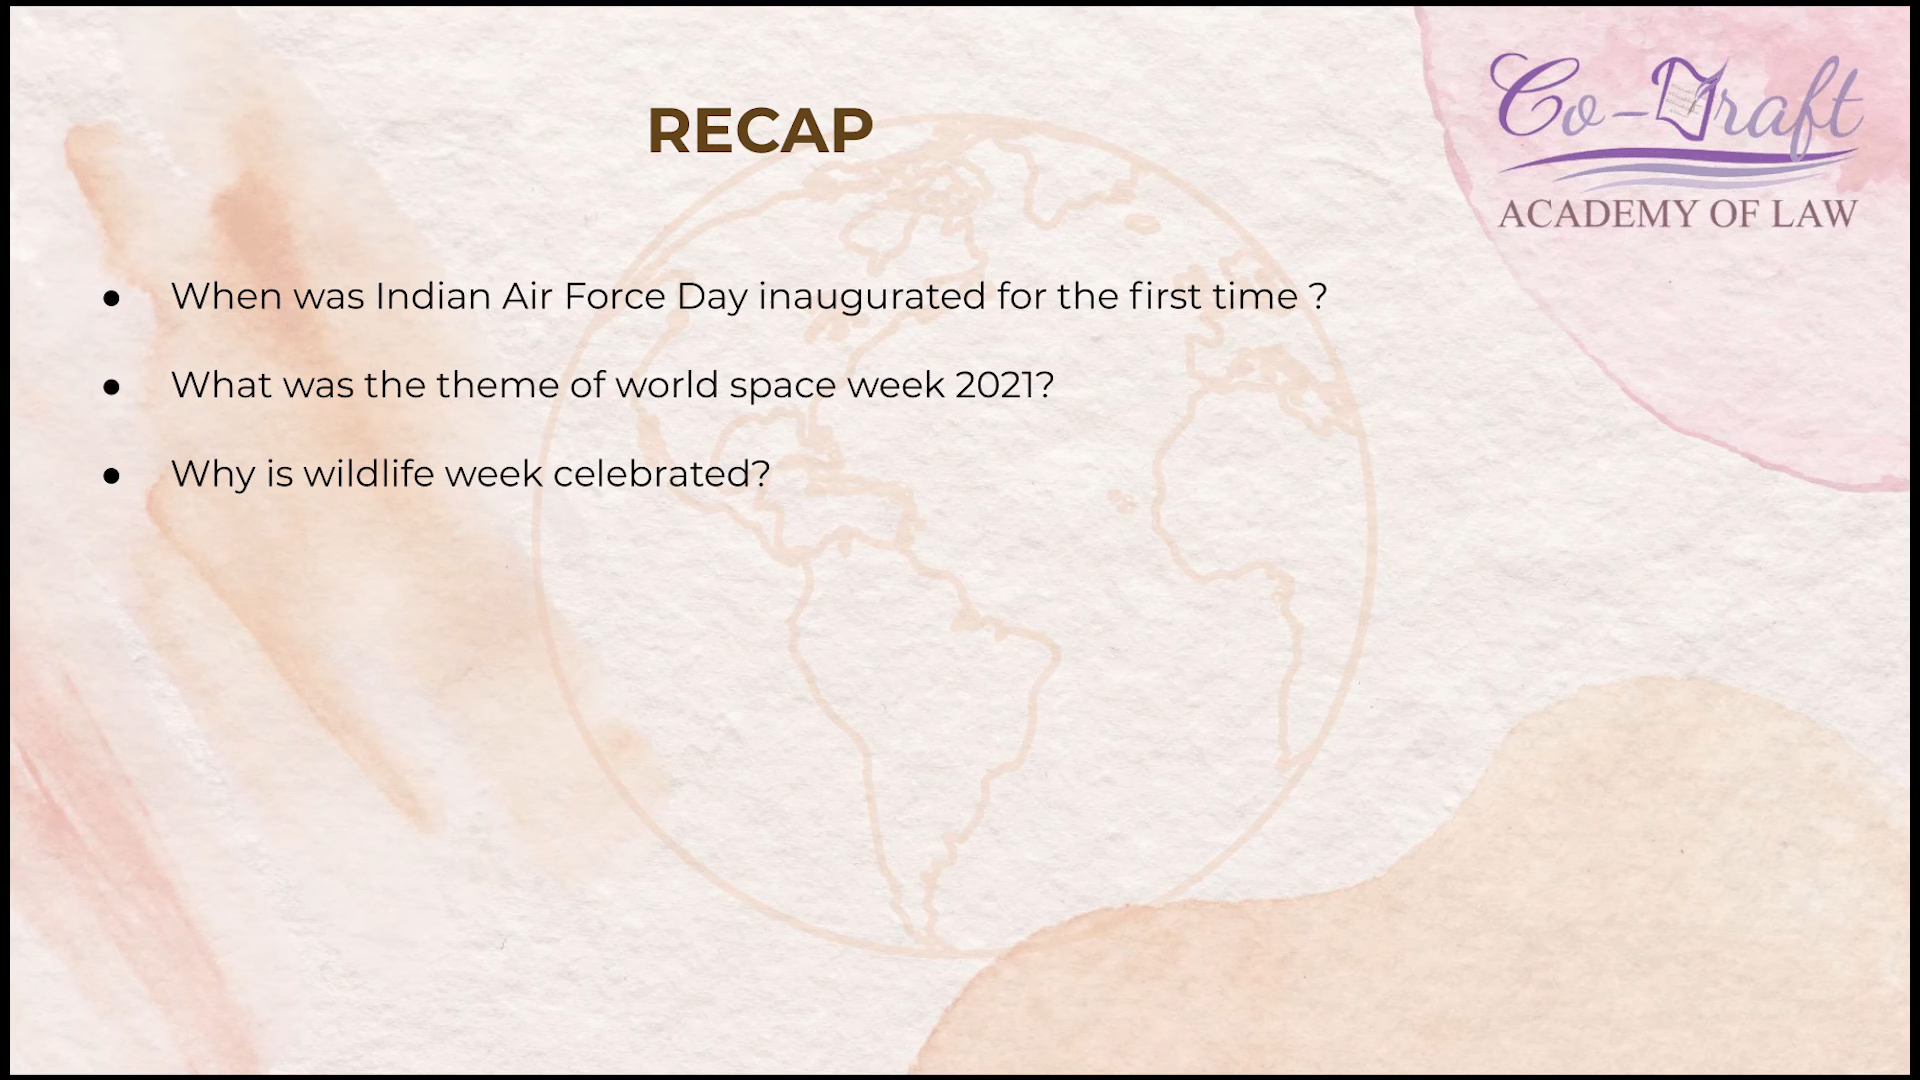 Co-Draft
ACADEMY OF LAW
RECAP
● When was Indian Air Force Day inaugurated for the first time ?
● What was the theme of world space week 2021?
● Why is wildlife week celebrated?